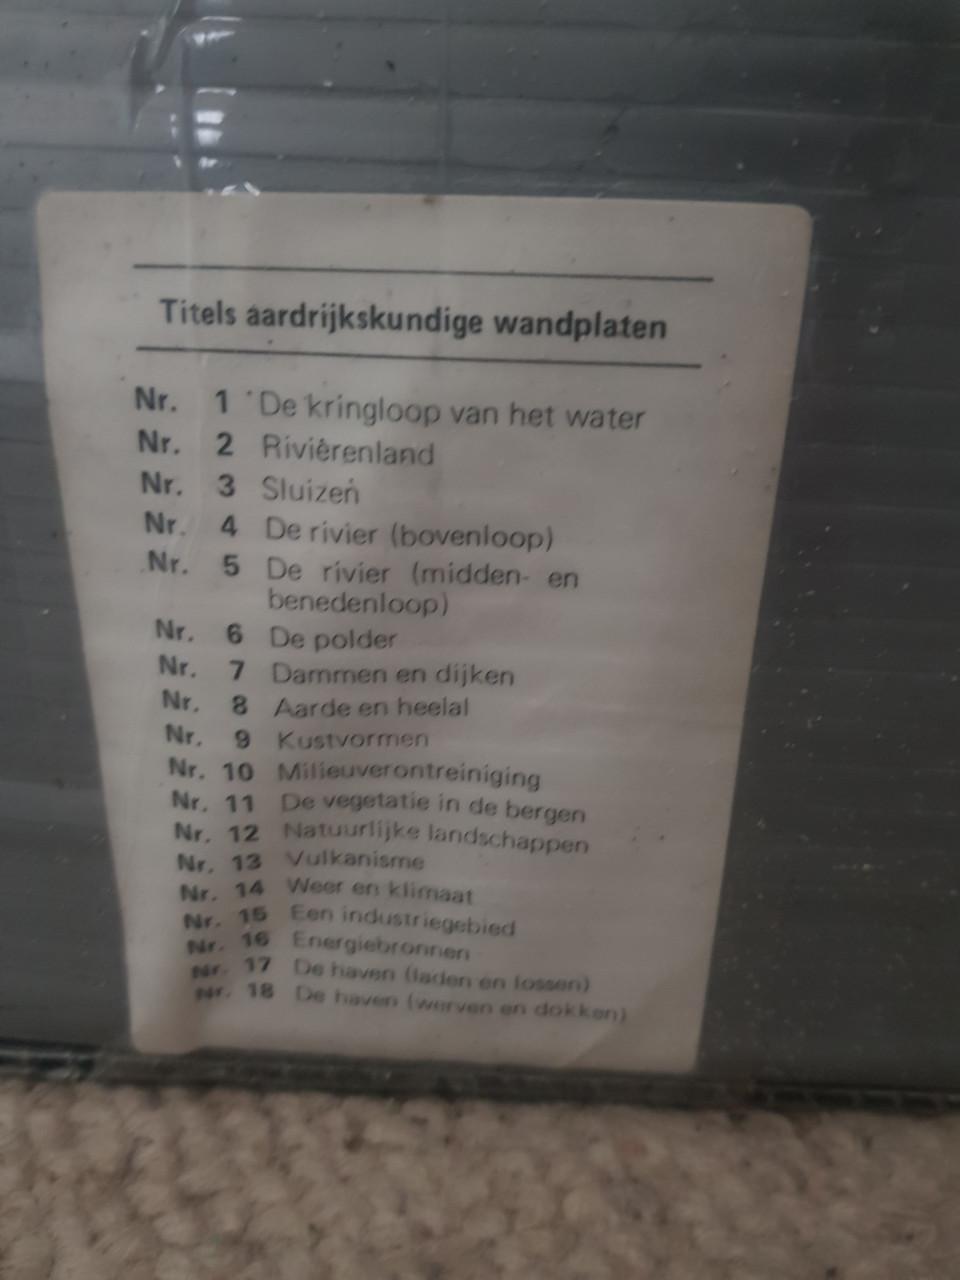 Titels aardrijkskundige wandplaten
Nr. 1 De kringloop van het water
Nr. 2 Rivièrenland
Nr. 3 Sluizen
Nr. 4 De rivier (bovenloop)
Nr. 5 De rivier (midden- en
benedenloop)
Nr. 6 De polder
Nr. 7 Dammen en dijken
Nr. 8 Aarde en heelal
Nr. 9 Kustvormen
Nr. 10 Milieuverontreiniging
Nr. 11 De vegetatie in de bergen
Nr. 12 Natuurlijke landschappen
Nr. 13 Vulkanisme
Nr. 14 Weer en klimaat
Nr. 15 Een industriegebied
Nr. 16 Energiebronnen
Nr. 17 De haven (laden en lossen)
Nr. 18 De haven (werven en dokken)